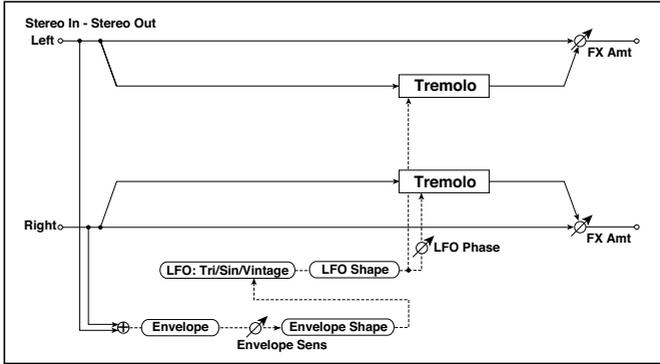 Stereo In - Stereo Out
Left
FX Amt
Tremolo
Tremolo
Right
FX Amt
LFO Phase
LFO: Tri/Sin/Vintage
LFO Shape
Envelope
Envelope Shape
Envelope Sens